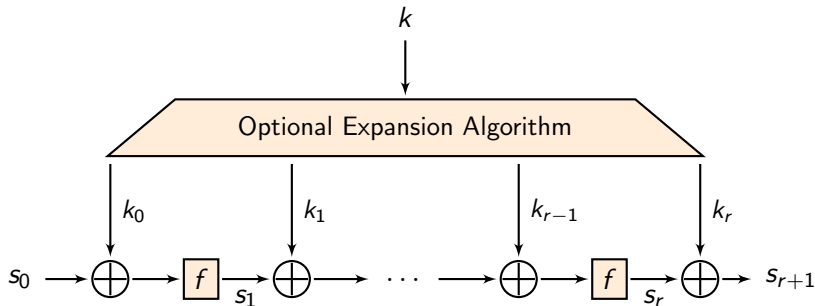 k
Optional Expansion Algorithm
k₀ k₁ kᵣ₋₁ kᵣ
s₀ f s₁ ⋯ f sᵣ sᵣ₊₁